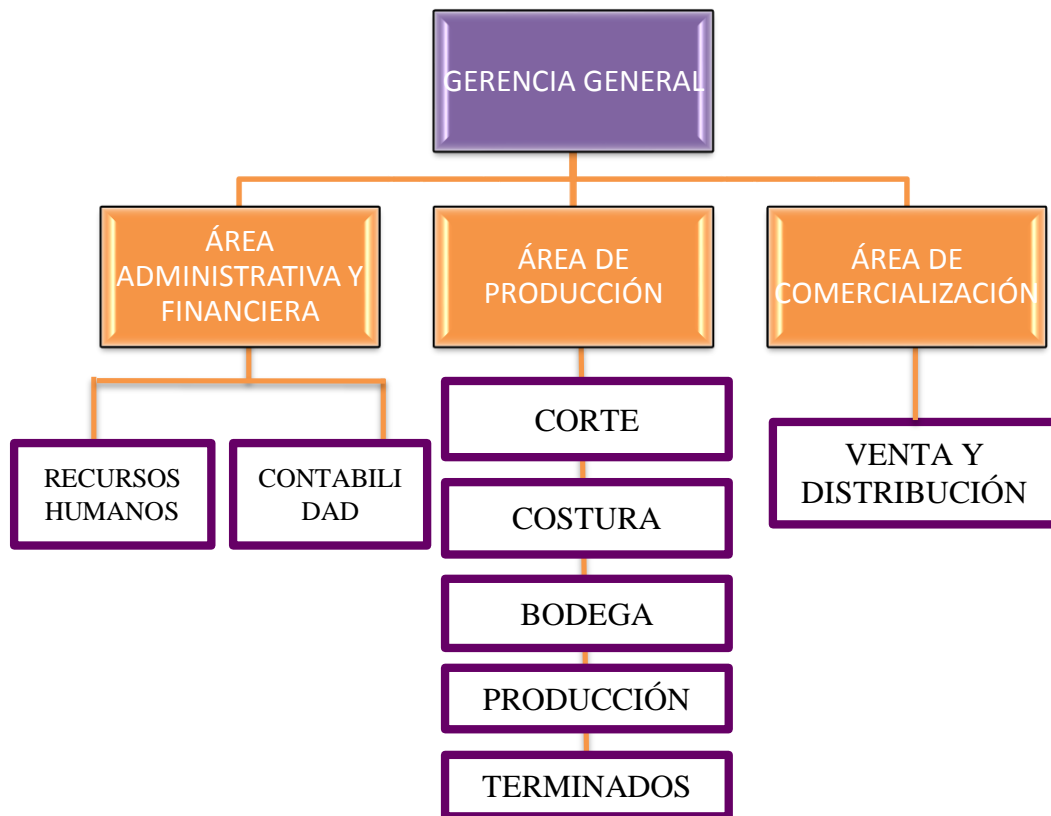 GERENCIA GENERAL
ÁREA
ADMINISTRATIVA Y
FINANCIERA
ÁREA DE
PRODUCCIÓN
ÁREA DE
COMERCIALIZACIÓN
RECURSOS
HUMANOS
CONTABILI
DAD
CORTE
COSTURA
BODEGA
PRODUCCIÓN
TERMINADOS
VENTA Y
DISTRIBUCIÓN